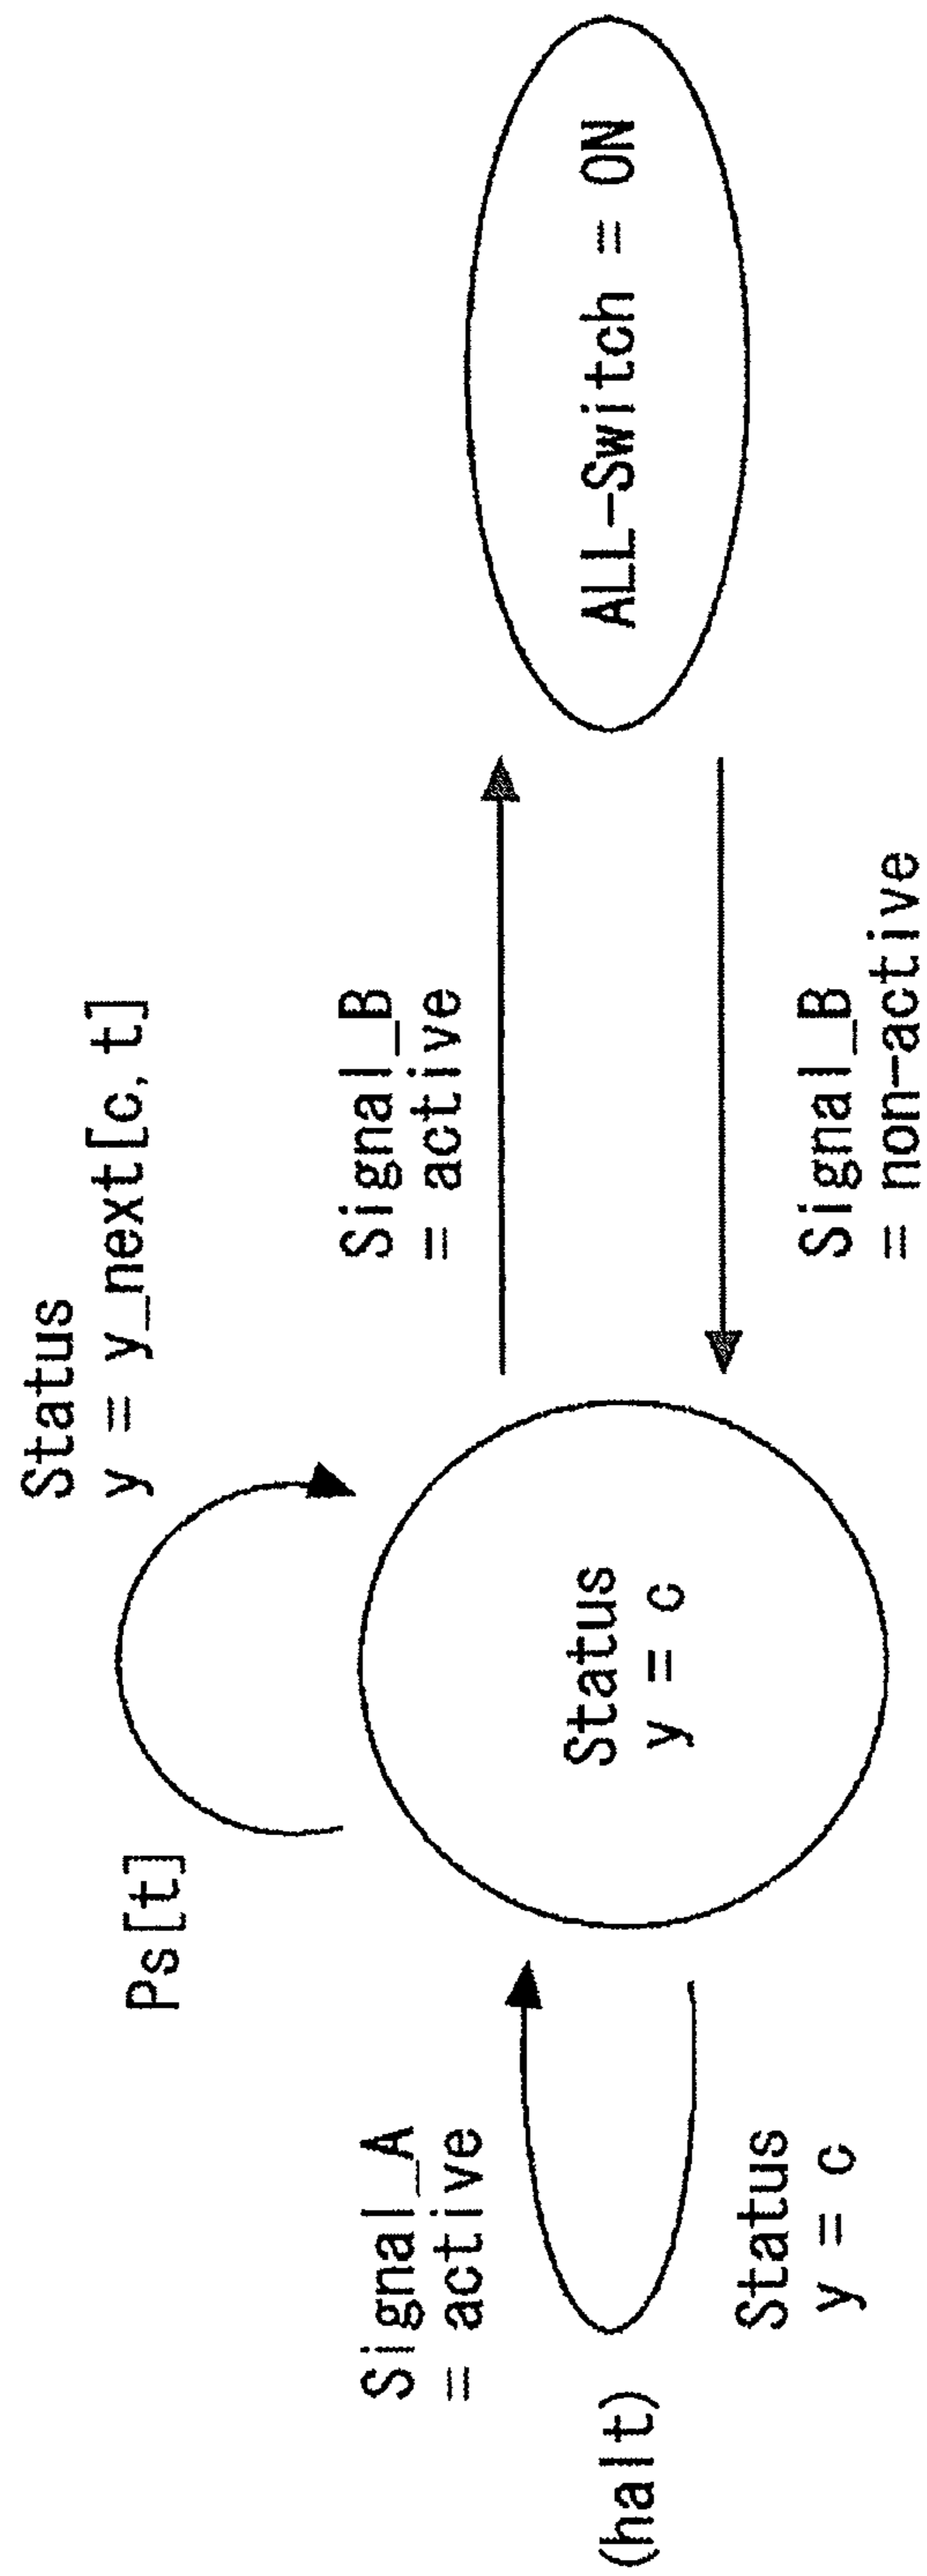 Status
y = y_next[c, t]
Ps[t]
Signal_A
= active
(halt)
Status
y = c
Status
y = c
Signal_B
= active
Signal_B
= non-active
ALL-Switch = ON